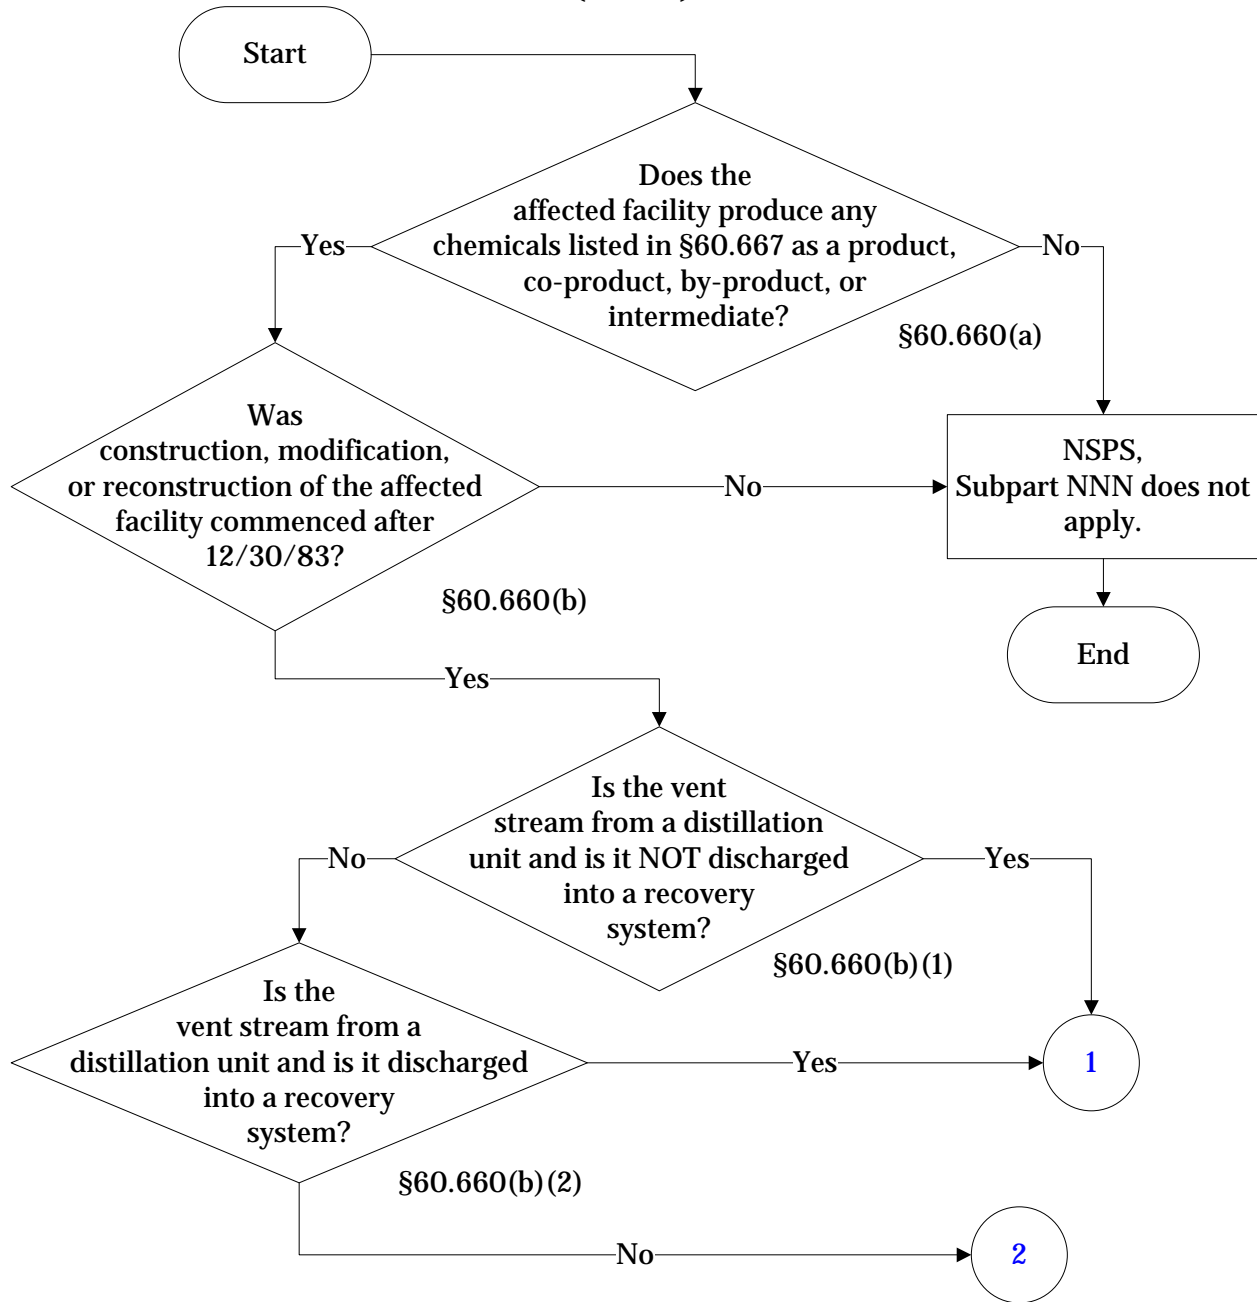 Start
Does the
affected facility produce any
chemicals listed in §60.667 as a product,
co-product, by-product, or
intermediate?
Yes
No
§60.660(a)
Was
construction, modification,
or reconstruction of the affected
facility commenced after
12/30/83?
No
NSPS,
Subpart NNN does not
apply.
§60.660(b)
End
Yes
Is the vent
stream from a distillation
unit and is it NOT discharged
into a recovery
system?
No
Yes
§60.660(b)(1)
Is the
vent stream from a
distillation unit and is it discharged
into a recovery
system?
Yes
1
§60.660(b)(2)
No
2